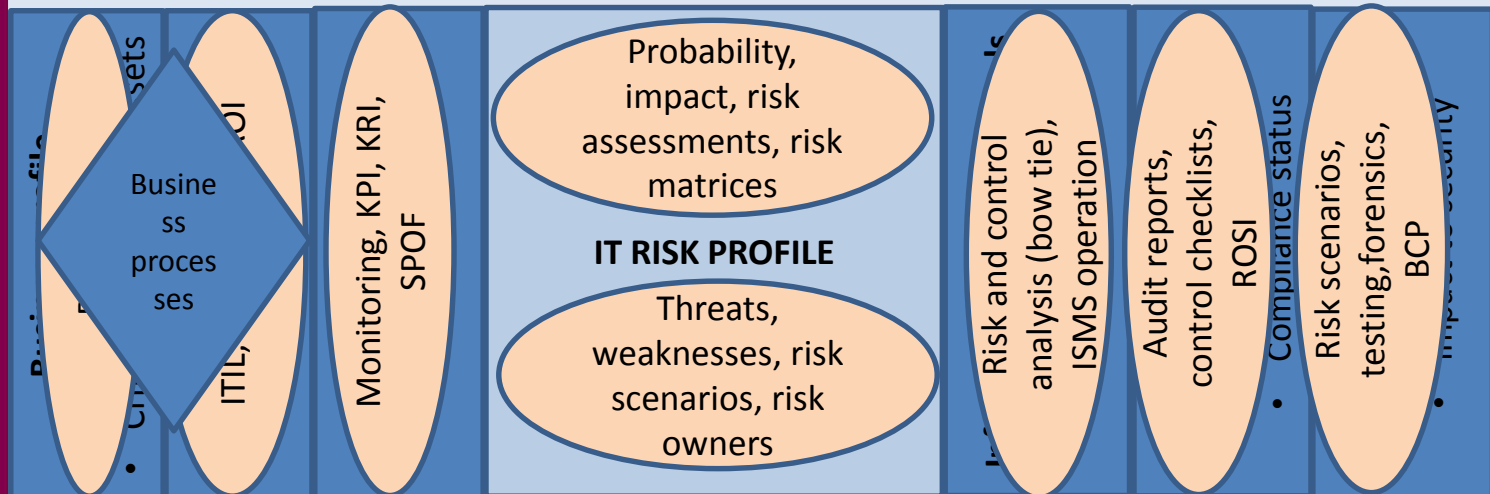 sets
Busine
ss
proces
ses
ITIL,
Monitoring, KPI, KRI,
SPOF
Probability,
impact, risk
assessments, risk
matrices
IT RISK PROFILE
Threats,
weaknesses, risk
scenarios, risk
owners
Risk and control
analysis (bow tie),
ISMS operation
Audit reports,
control checklists,
ROSI
• Compliance status
Risk scenarios,
testing,forensics,
BCP